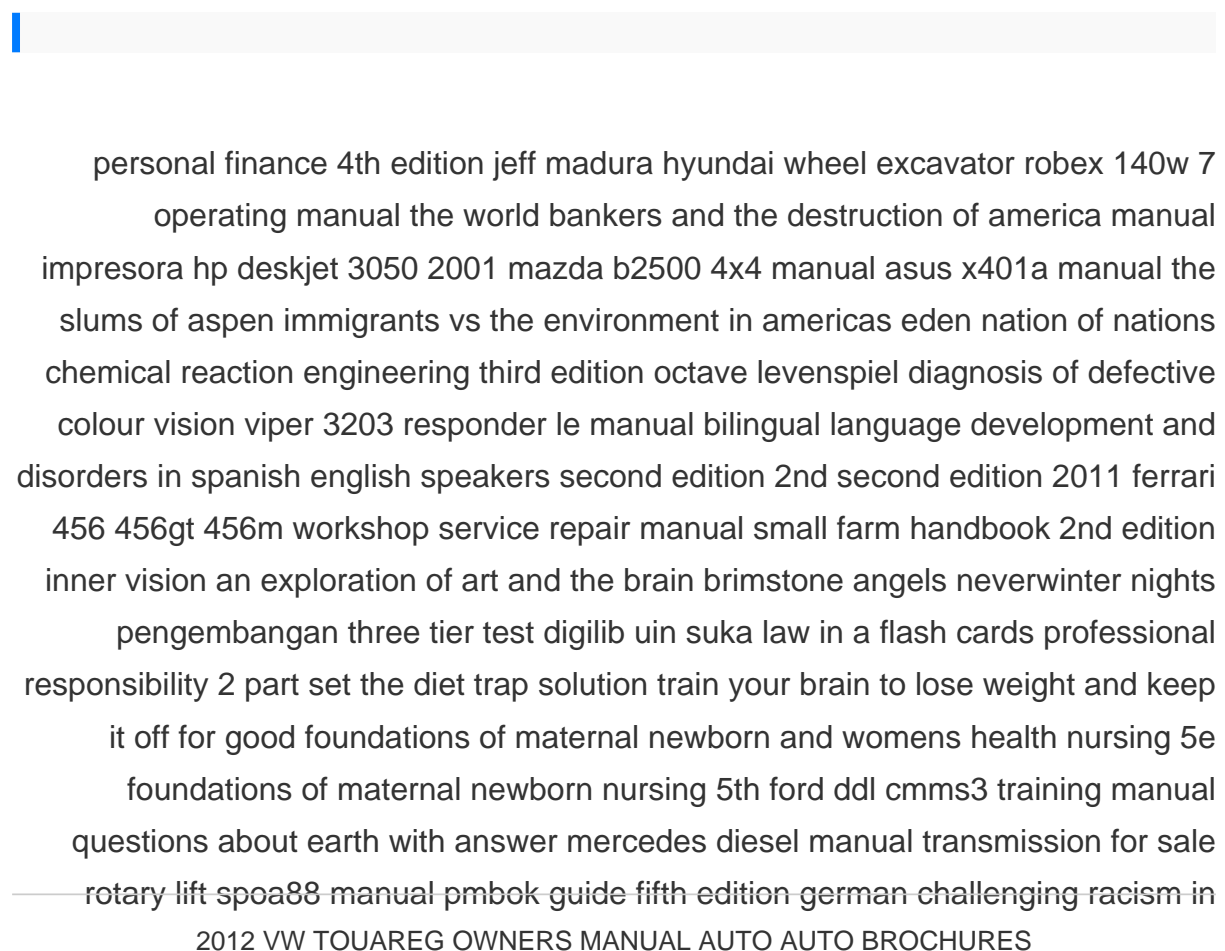 personal finance 4th edition jeff madura hyundai wheel excavator robex 140w 7
operating manual the world bankers and the destruction of america manual
impresora hp deskjet 3050 2001 mazda b2500 4x4 manual asus x401a manual the
slums of aspen immigrants vs the environment in americas eden nation of nations
chemical reaction engineering third edition octave levenspiel diagnosis of defective
colour vision viper 3203 responder le manual bilingual language development and
disorders in spanish english speakers second edition 2nd second edition 2011 ferrari
456 456gt 456m workshop service repair manual small farm handbook 2nd edition
inner vision an exploration of art and the brain brimstone angels neverwinter nights
pengembangan three tier test digilib uin suka law in a flash cards professional
responsibility 2 part set the diet trap solution train your brain to lose weight and keep
it off for good foundations of maternal newborn and womens health nursing 5e
foundations of maternal newborn nursing 5th ford ddl cmms3 training manual
questions about earth with answer mercedes diesel manual transmission for sale
rotary lift spoa88 manual pmbok guide fifth edition german challenging racism in
2012 VW TOUAREG OWNERS MANUAL AUTO AUTO BROCHURES